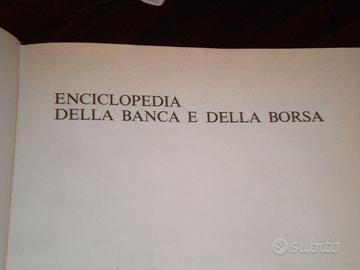 ENCICLOPEDIA
DELLA BANCA E DELLA BORSA
subito